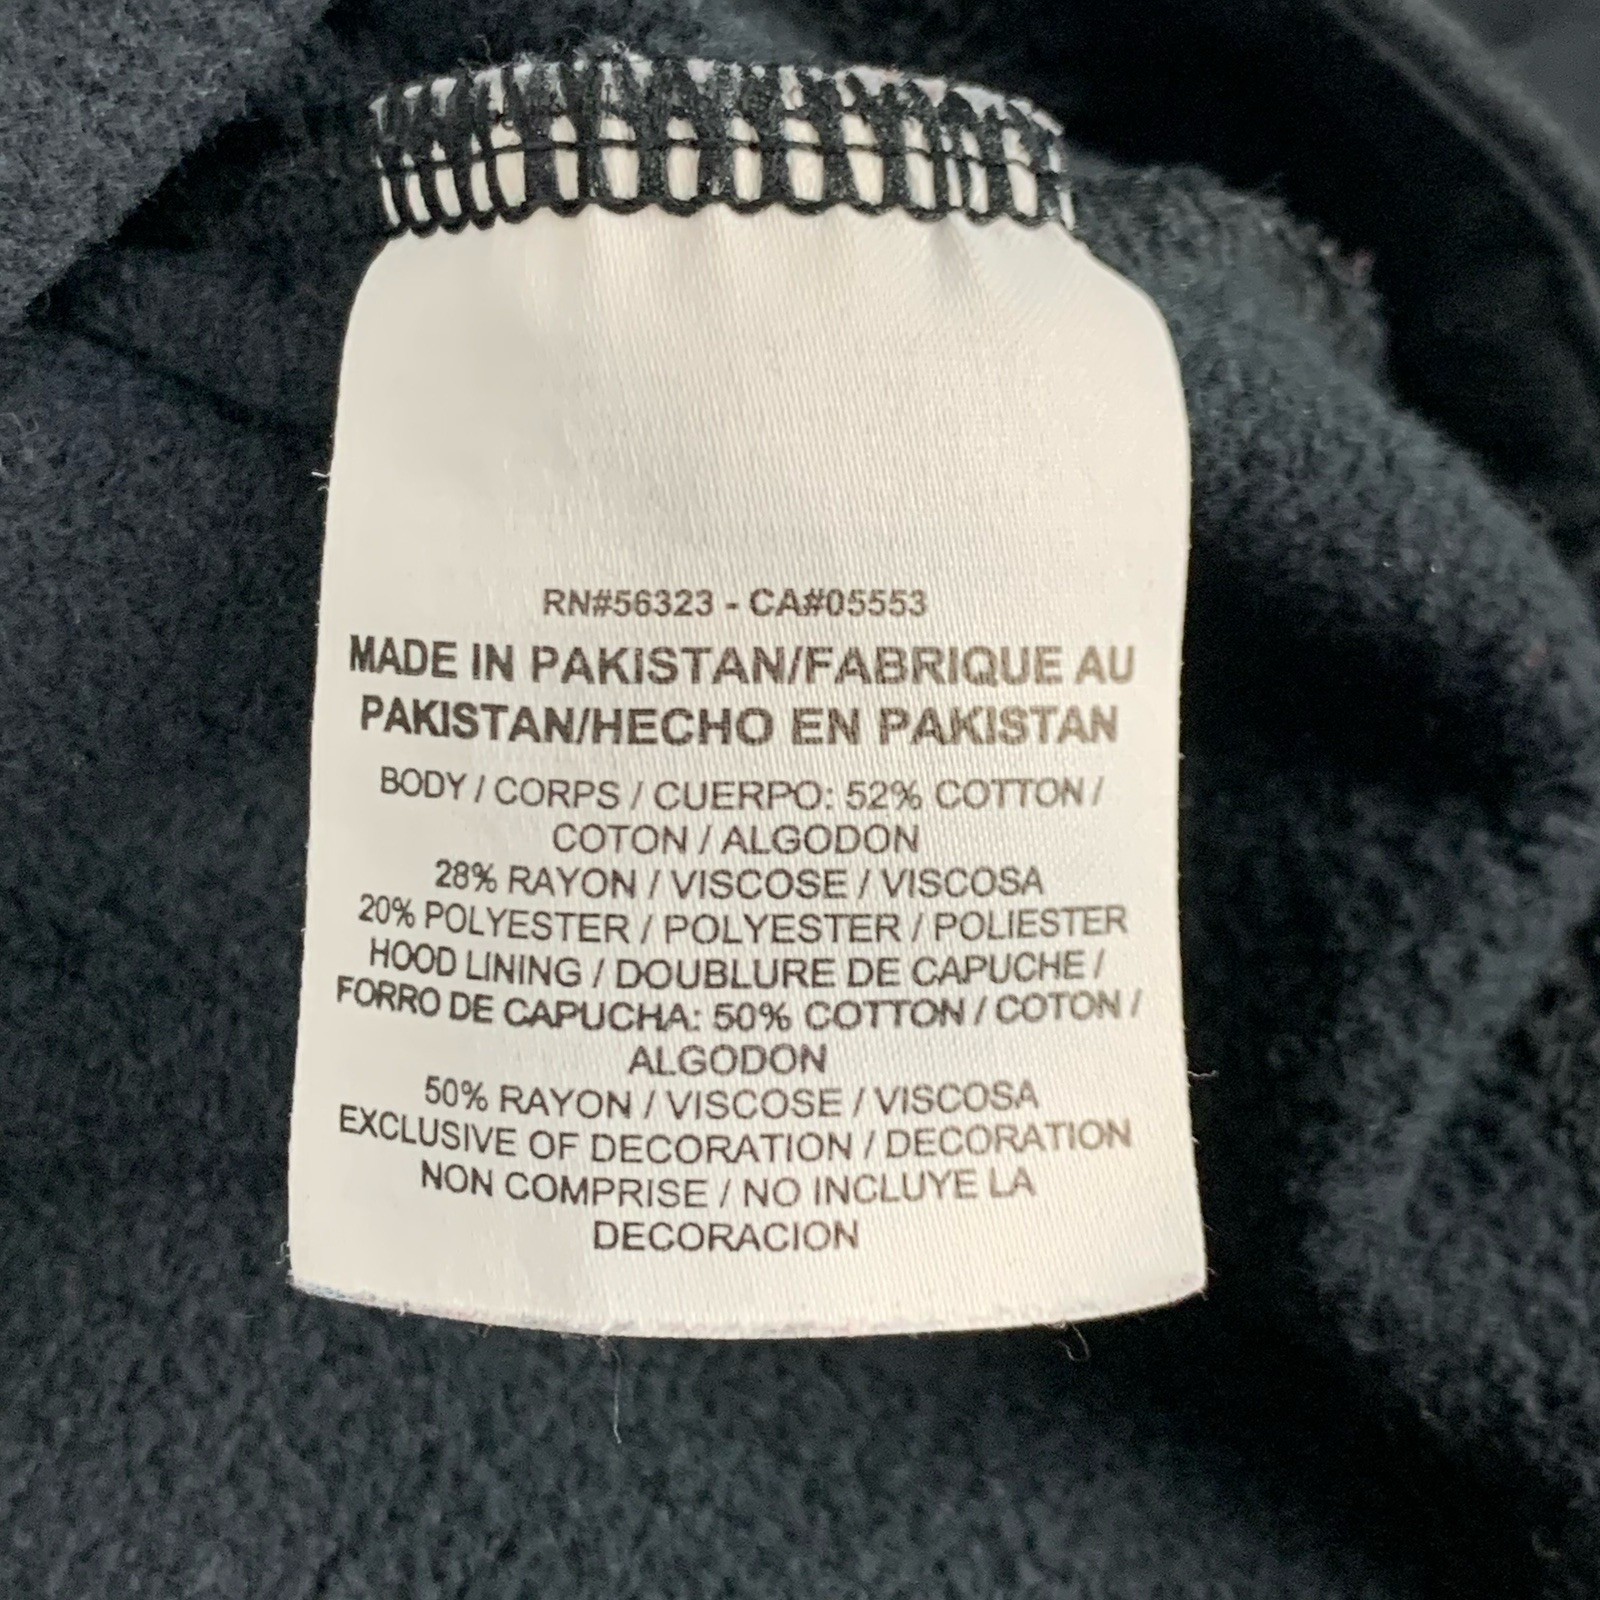 RN#56323 - CA#05553
MADE IN PAKISTAN/FABRIQUE AU
PAKISTAN/HECHO EN PAKISTAN
BODY / CORPS / CUERPO: 52% COTTON /
COTON / ALGODON
28% RAYON / VISCOSE / VISCOSA
20% POLYESTER / POLYESTER / POLIESTER
HOOD LINING / DOUBLURE DE CAPUCHE /
FORRO DE CAPUCHA: 50% COTTON / COTON /
ALGODON
50% RAYON / VISCOSE / VISCOSA
EXCLUSIVE OF DECORATION / DECORATION
NON COMPRISE / NO INCLUYE LA
DECORACION